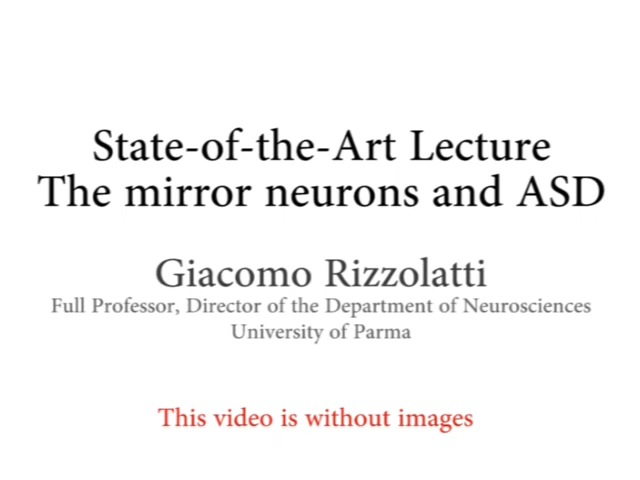 State-of-the-Art Lecture
The mirror neurons and ASD
Giacomo Rizzolatti
Full Professor, Director of the Department of Neurosciences
University of Parma
This video is without images